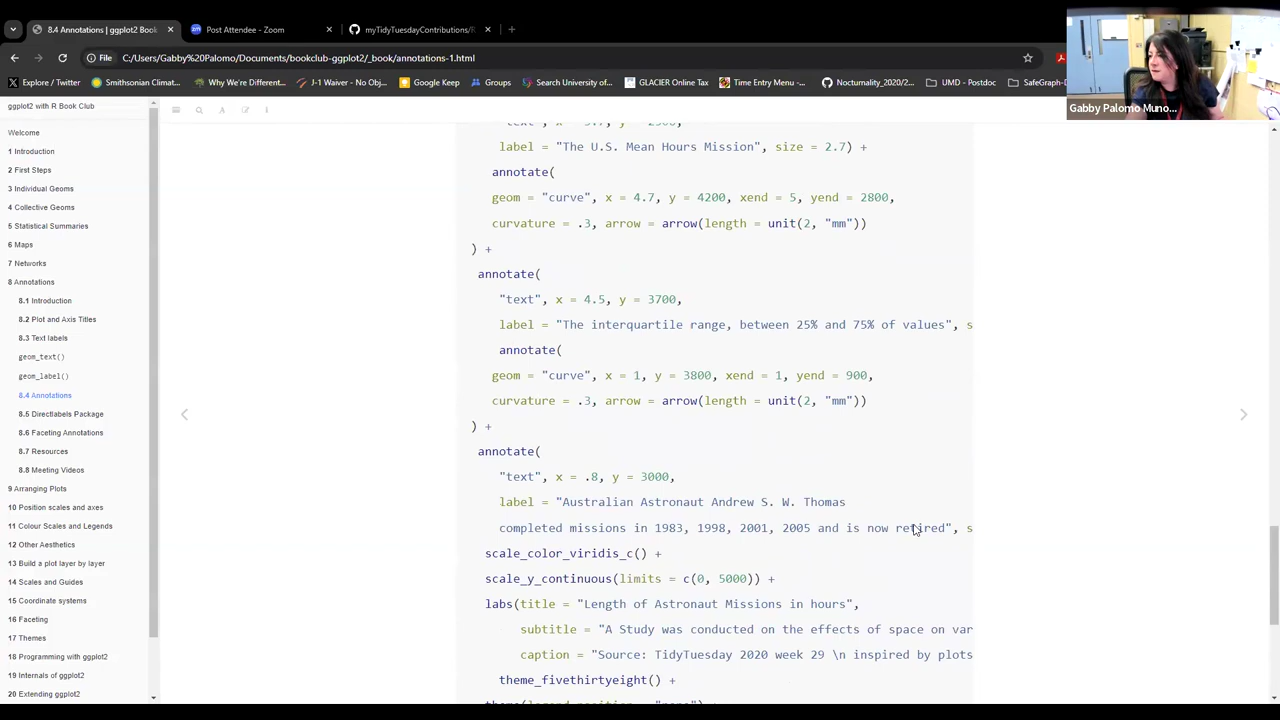 8.4 Annotations | ggplot2 Book
Post Attendee - Zoom
myTidyTuesdayContributions/R
File
C:/Users/Gabby%20Palomo/Documents/bookclub-ggplot2/_book/annotations-1.html
Explore / Twitter
Smithsonian Climat...
Why We're Different...
J-1 Waiver - No Obj...
Google Keep
Groups
Search University of...
GLACIER Online Tax
Time Entry Menu -...
Nocturnality_2020/2...
UMD - Postdoc
SafeGraph-D
Gabby Palomo Muno...
ggplot2 with R Book Club
Welcome
1 Introduction
2 First Steps
3 Individual Geoms
4 Collective Geoms
5 Statistical Summaries
6 Maps
7 Networks
8 Annotations
8.1 Introduction
8.2 Plot and Axis Titles
8.3 Text labels
geom_text()
geom_label()
8.4 Annotations
8.5 Directlabels Package
8.6 Faceting Annotations
8.7 Resources
8.8 Meeting Videos
9 Arranging Plots
10 Position scales and axes
11 Colour Scales and Legends
12 Other Aesthetics
13 Build a plot layer by layer
14 Scales and Guides
15 Coordinate systems
16 Faceting
17 Themes
18 Programming with ggplot2
19 Internals of ggplot2
20 Extending ggplot2
label = "The U.S. Mean Hours Mission", size = 2.7) +
annotate(
geom = "curve", x = 4.7, y = 4200, xend = 5, yend = 2800,
curvature = .3, arrow = arrow(length = unit(2, "mm"))
) +
annotate(
"text", x = 4.5, y = 3700,
label = "The interquartile range, between 25% and 75% of values", s
annotate(
geom = "curve", x = 1, y = 3800, xend = 1, yend = 900,
curvature = .3, arrow = arrow(length = unit(2, "mm"))
) +
annotate(
"text", x = .8, y = 3000,
label = "Australian Astronaut Andrew S. W. Thomas
completed missions in 1983, 1998, 2001, 2005 and is now retired", s
scale_color_viridis_c() +
scale_y_continuous(limits = c(0, 5000)) +
labs(title = "Length of Astronaut Missions in hours",
subtitle = "A Study was conducted on the effects of space on var
caption = "Source: TidyTuesday 2020 week 29 \n inspired by plots
theme_fivethirtyeight() +